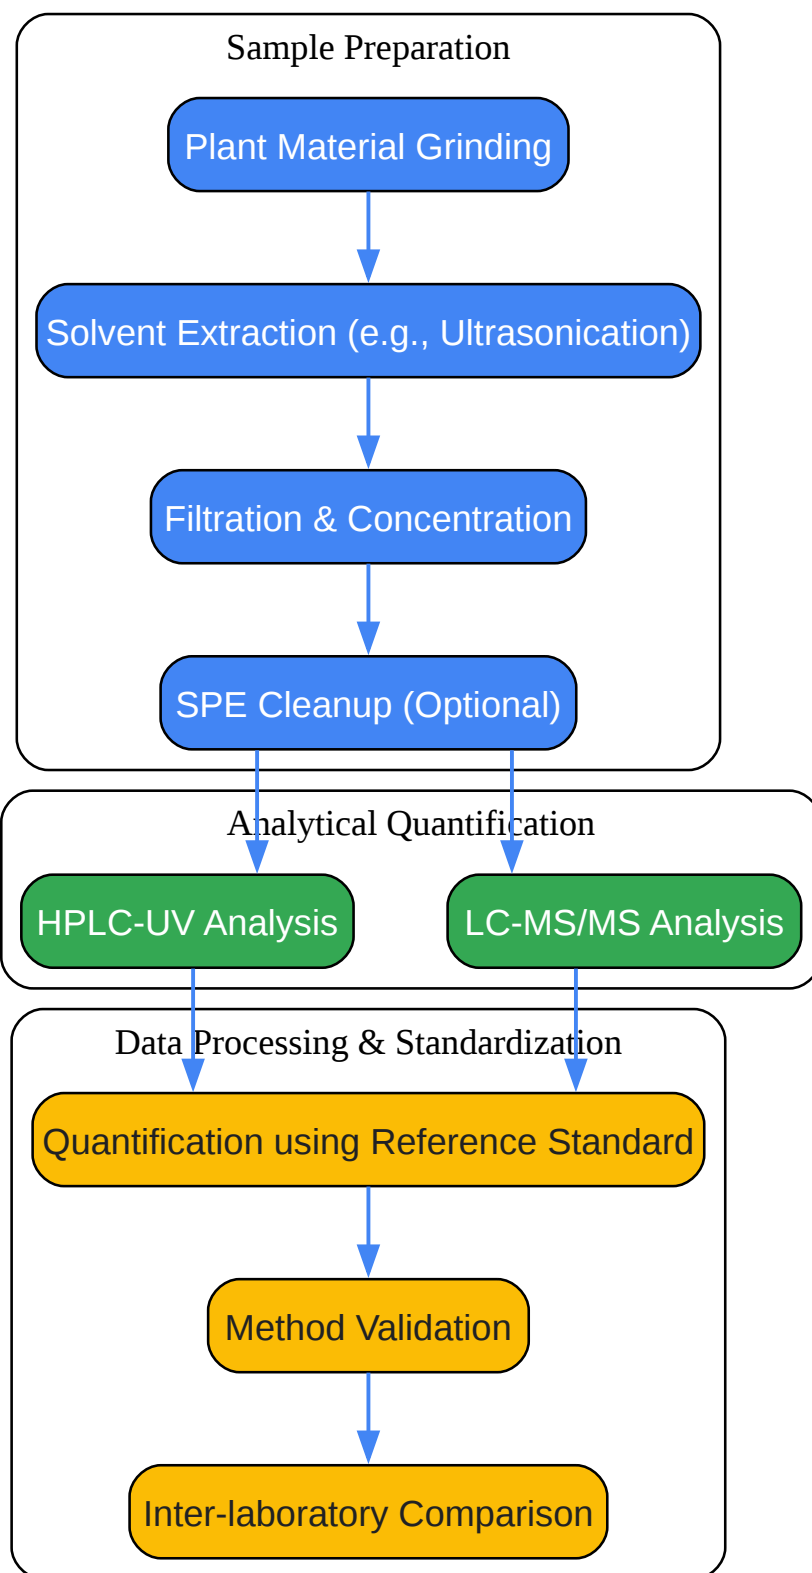 Sample Preparation
Plant Material Grinding
Solvent Extraction (e.g., Ultrasonication)
Filtration & Concentration
SPE Cleanup (Optional)
Analytical Quantification
HPLC-UV Analysis
LC-MS/MS Analysis
Data Processing & Standardization
Quantification using Reference Standard
Method Validation
Inter-laboratory Comparison